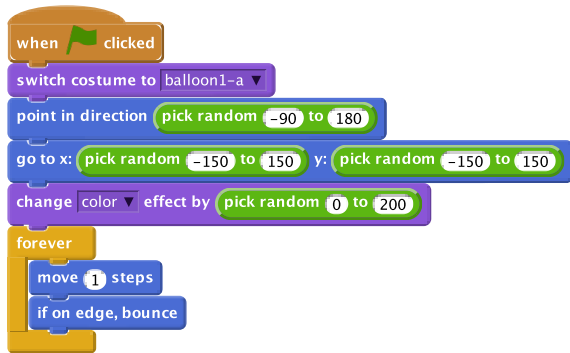 when clicked
switch costume to balloon1-a
point in direction pick random -90 to 180
go to x: pick random -150 to 150 y: pick random -150 to 150
change color effect by pick random 0 to 200
forever
move 1 steps
if on edge, bounce